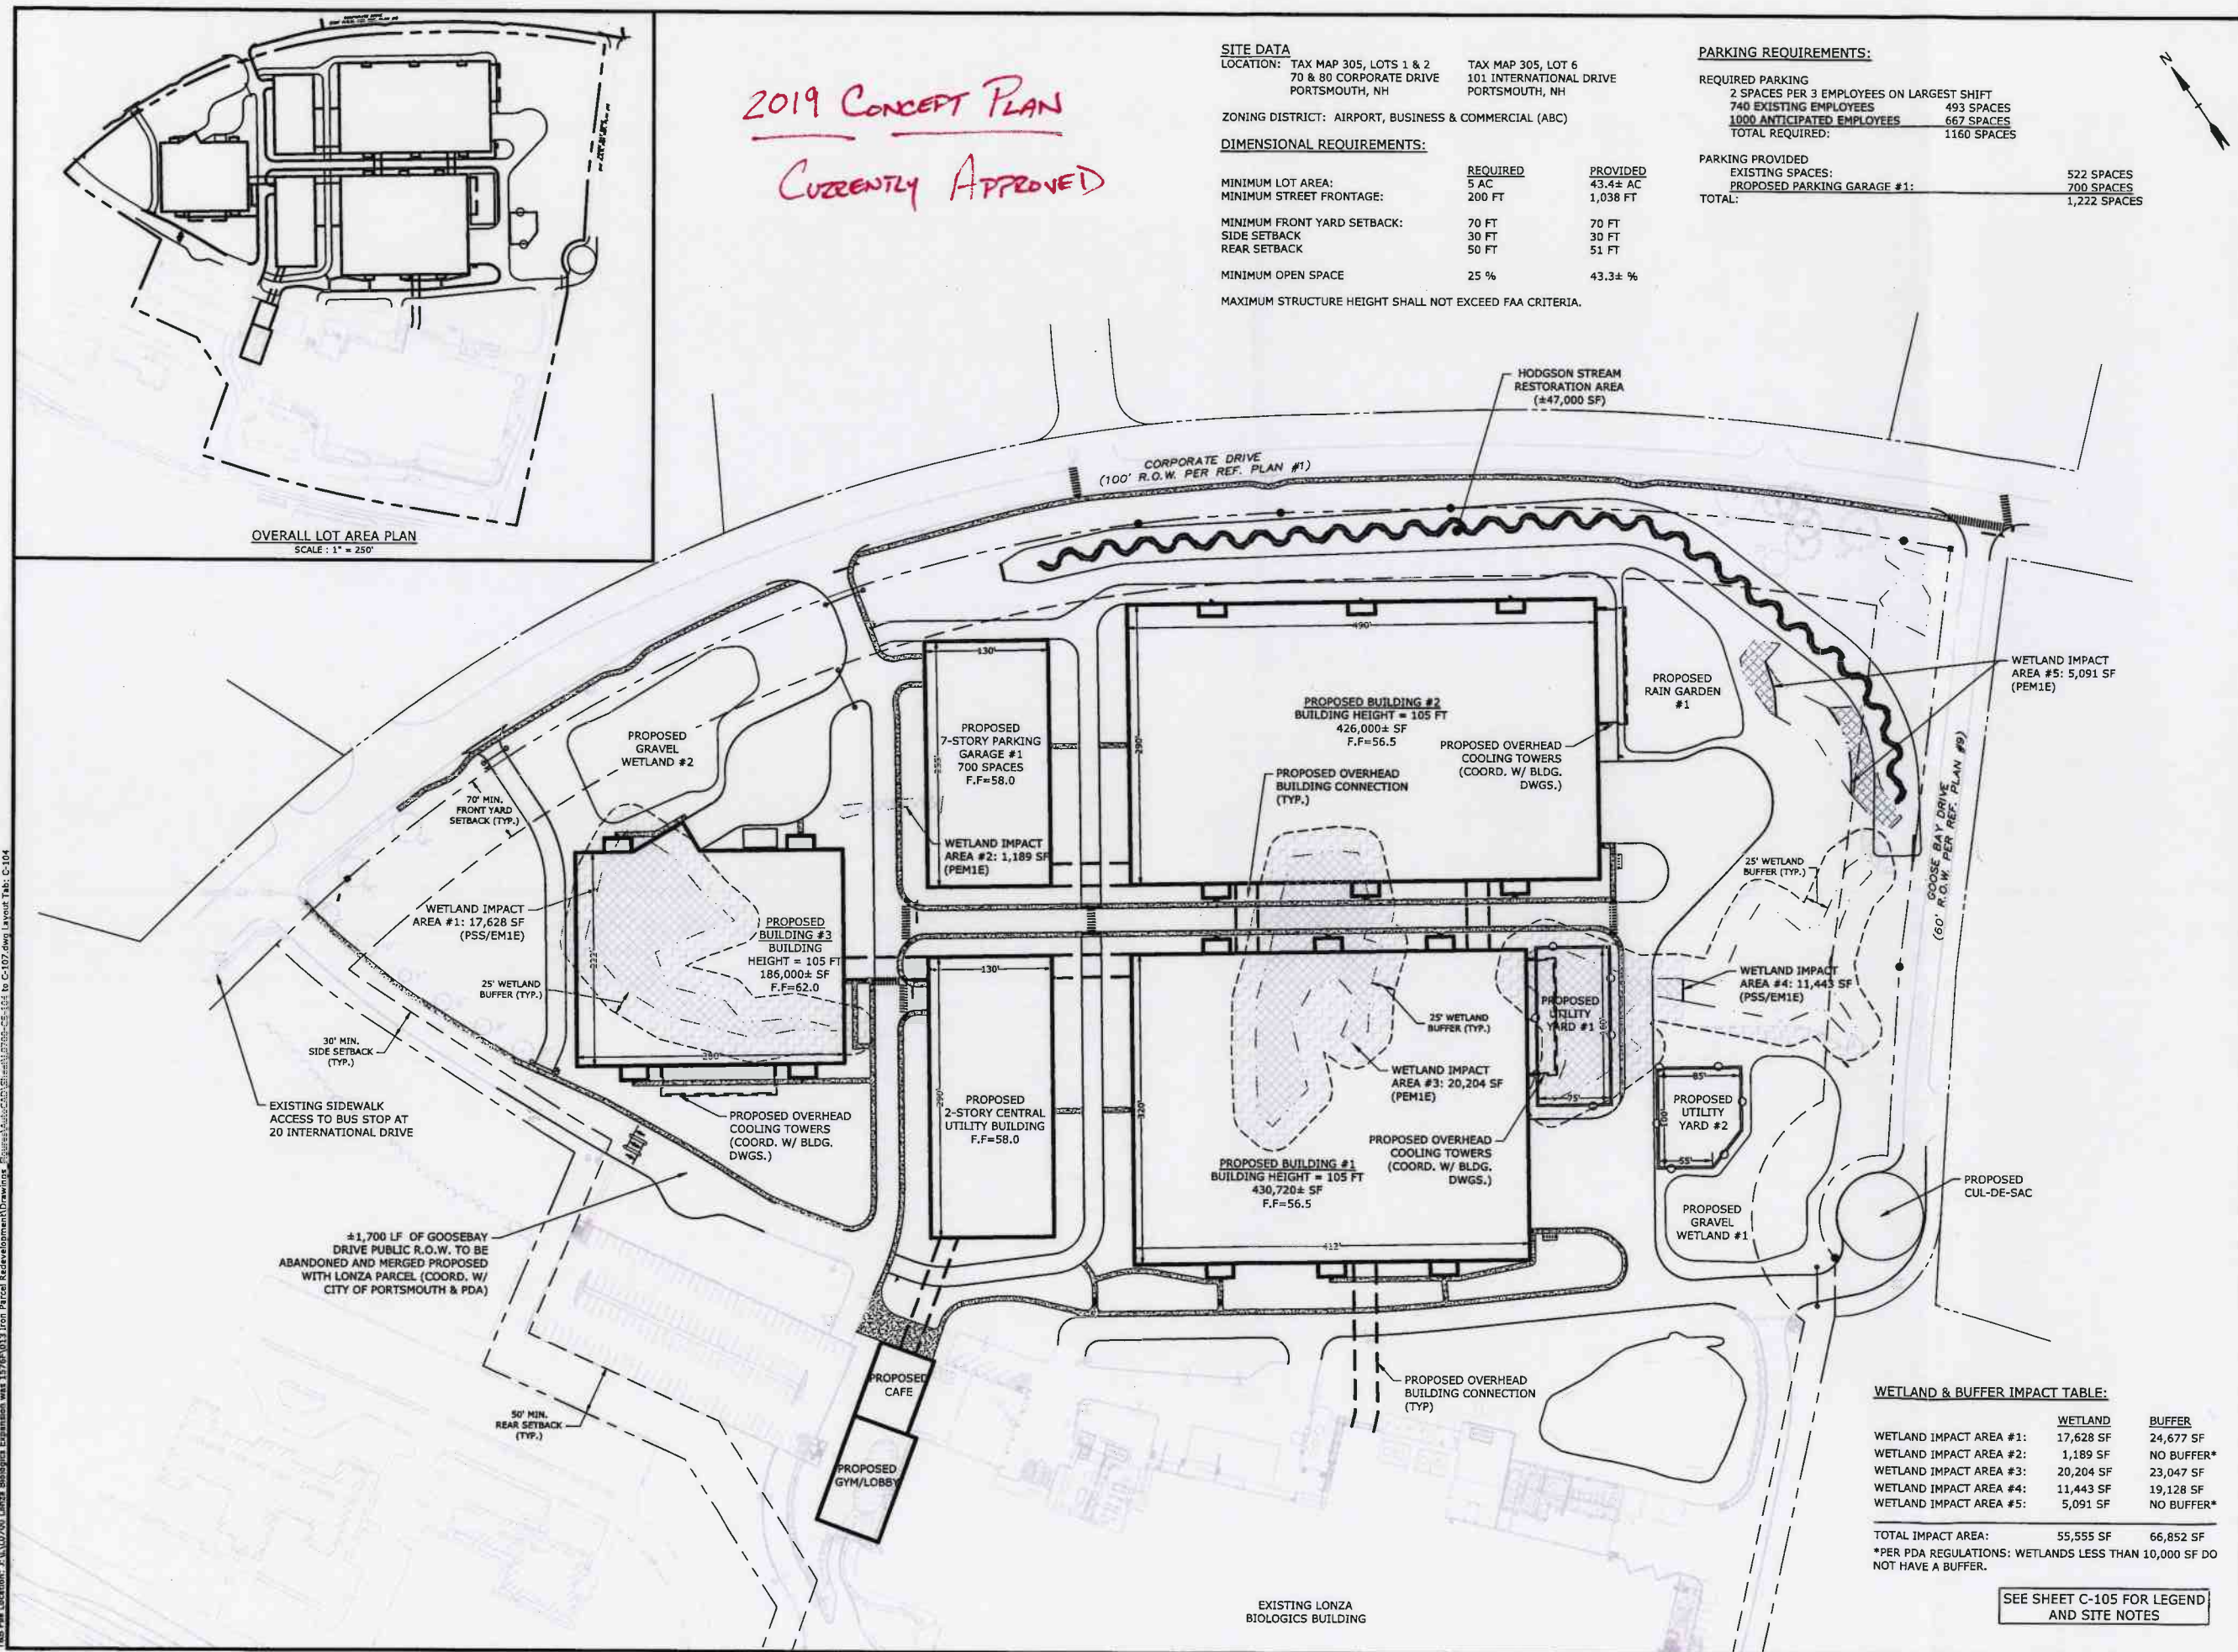 2019 CONCEPT PLAN
CURRENTLY APPROVED
OVERALL LOT AREA PLAN
SCALE : 1" = 250'
SITE DATA
LOCATION: TAX MAP 305, LOTS 1 & 2 TAX MAP 305, LOT 6
70 & 80 CORPORATE DRIVE 101 INTERNATIONAL DRIVE
PORTSMOUTH, NH PORTSMOUTH, NH
ZONING DISTRICT: AIRPORT, BUSINESS & COMMERCIAL (ABC)
DIMENSIONAL REQUIREMENTS:
REQUIRED PROVIDED
MINIMUM LOT AREA: 5 AC 43.4± AC
MINIMUM STREET FRONTAGE: 200 FT 1,038 FT
MINIMUM FRONT YARD SETBACK: 70 FT 70 FT
SIDE SETBACK 30 FT 30 FT
REAR SETBACK 50 FT 51 FT
MINIMUM OPEN SPACE 25 % 43.3± %
MAXIMUM STRUCTURE HEIGHT SHALL NOT EXCEED FAA CRITERIA.
PARKING REQUIREMENTS:
REQUIRED PARKING
2 SPACES PER 3 EMPLOYEES ON LARGEST SHIFT
740 EXISTING EMPLOYEES 493 SPACES
1000 ANTICIPATED EMPLOYEES 667 SPACES
TOTAL REQUIRED: 1160 SPACES
PARKING PROVIDED
EXISTING SPACES: 522 SPACES
PROPOSED PARKING GARAGE #1: 700 SPACES
TOTAL: 1,222 SPACES
N
HODGSON STREAM
RESTORATION AREA
(±47,000 SF)
CORPORATE DRIVE
(100' R.O.W. PER REF. PLAN #1)
WETLAND IMPACT
AREA #5: 5,091 SF
(PEM1E)
PROPOSED
RAIN GARDEN
#1
490'
290'
PROPOSED BUILDING #2
BUILDING HEIGHT = 105 FT
426,000± SF
F.F=56.5
PROPOSED OVERHEAD
COOLING TOWERS
(COORD. W/ BLDG.
DWGS.)
PROPOSED OVERHEAD
BUILDING CONNECTION
(TYP.)
130'
255'
PROPOSED
7-STORY PARKING
GARAGE #1
700 SPACES
F.F=58.0
WETLAND IMPACT
AREA #2: 1,189 SF
(PEM1E)
PROPOSED
GRAVEL
WETLAND #2
70' MIN.
FRONT YARD
SETBACK (TYP.)
WETLAND IMPACT
AREA #1: 17,628 SF
(PSS/EM1E)
25' WETLAND
BUFFER (TYP.)
222'
280'
PROPOSED
BUILDING #3
BUILDING
HEIGHT = 105 FT
186,000± SF
F.F=62.0
GOOSE BAY DRIVE
(60' R.O.W. PER REF. PLAN #9)
25' WETLAND
BUFFER (TYP.)
WETLAND IMPACT
AREA #4: 11,443 SF
(PSS/EM1E)
PROPOSED
UTILITY
YARD #1
160'
75'
25' WETLAND
BUFFER (TYP.)
WETLAND IMPACT
AREA #3: 20,204 SF
(PEM1E)
PROPOSED OVERHEAD
COOLING TOWERS
(COORD. W/ BLDG.
DWGS.)
320'
412'
PROPOSED BUILDING #1
BUILDING HEIGHT = 105 FT
430,720± SF
F.F=56.5
130'
290'
PROPOSED
2-STORY CENTRAL
UTILITY BUILDING
F.F=58.0
PROPOSED OVERHEAD
COOLING TOWERS
(COORD. W/ BLDG.
DWGS.)
30' MIN.
SIDE SETBACK
(TYP.)
EXISTING SIDEWALK
ACCESS TO BUS STOP AT
20 INTERNATIONAL DRIVE
±1,700 LF OF GOOSEBAY
DRIVE PUBLIC R.O.W. TO BE
ABANDONED AND MERGED PROPOSED
WITH LONZA PARCEL (COORD. W/
CITY OF PORTSMOUTH & PDA)
50' MIN.
REAR SETBACK
(TYP.)
85'
100'
55'
PROPOSED
UTILITY
YARD #2
PROPOSED
GRAVEL
WETLAND #1
PROPOSED
CUL-DE-SAC
PROPOSED
CAFE
PROPOSED
GYM/LOBBY
PROPOSED OVERHEAD
BUILDING CONNECTION
(TYP)
EXISTING LONZA
BIOLOGICS BUILDING
WETLAND & BUFFER IMPACT TABLE:
WETLAND BUFFER
WETLAND IMPACT AREA #1: 17,628 SF 24,677 SF
WETLAND IMPACT AREA #2: 1,189 SF NO BUFFER*
WETLAND IMPACT AREA #3: 20,204 SF 23,047 SF
WETLAND IMPACT AREA #4: 11,443 SF 19,128 SF
WETLAND IMPACT AREA #5: 5,091 SF NO BUFFER*
TOTAL IMPACT AREA: 55,555 SF 66,852 SF
*PER PDA REGULATIONS: WETLANDS LESS THAN 10,000 SF DO
NOT HAVE A BUFFER.
SEE SHEET C-105 FOR LEGEND
AND SITE NOTES